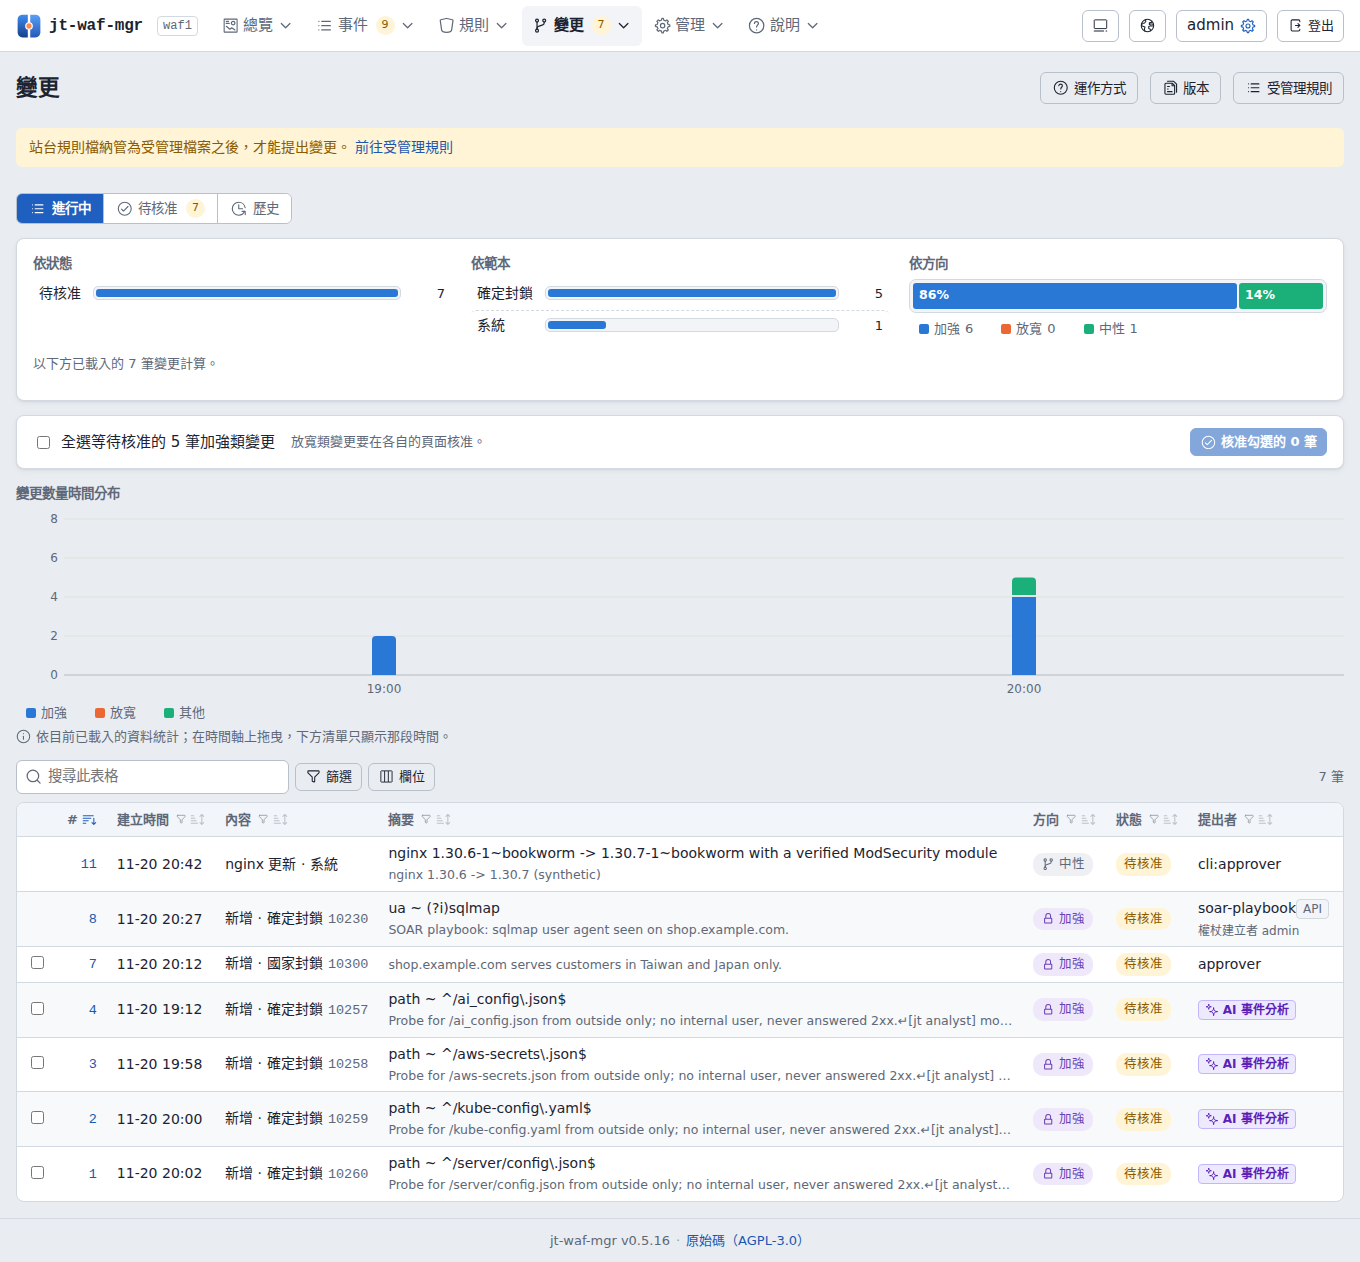 jt-waf-mgr waf1 總覽 事件 9 規則 變更 7 管理 說明 admin 登出
變更 運作方式 版本 受管理規則
站台規則檔納管為受管理檔案之後，才能提出變更。 前往受管理規則
進行中 待核准 7 歷史
依狀態 依範本 依方向
待核准 7 確定封鎖 5 86% 14%
系統 1 加強 6 放寬 0 中性 1
以下方已載入的 7 筆變更計算。
全選等待核准的 5 筆加強類變更 放寬類變更要在各自的頁面核准。 核准勾選的 0 筆
變更數量時間分布
8
6
4
2
0
19:00 20:00
加強 放寬 其他
依目前已載入的資料統計；在時間軸上拖曳，下方清單只顯示那段時間。
搜尋此表格 篩選 欄位 7 筆
# 建立時間 內容 摘要 方向 狀態 提出者
11 11-20 20:42 nginx 更新 · 系統 nginx 1.30.6-1~bookworm -> 1.30.7-1~bookworm with a verified ModSecurity module 中性 待核准 cli:approver
nginx 1.30.6 -> 1.30.7 (synthetic)
8 11-20 20:27 新增 · 確定封鎖 10230 ua ~ (?i)sqlmap 加強 待核准 soar-playbook API
SOAR playbook: sqlmap user agent seen on shop.example.com. 權杖建立者 admin
7 11-20 20:12 新增 · 國家封鎖 10300 shop.example.com serves customers in Taiwan and Japan only. 加強 待核准 approver
4 11-20 19:12 新增 · 確定封鎖 10257 path ~ ^/ai_config\.json$ 加強 待核准 AI 事件分析
Probe for /ai_config.json from outside only; no internal user, never answered 2xx.↵[jt analyst] mo…
3 11-20 19:58 新增 · 確定封鎖 10258 path ~ ^/aws-secrets\.json$ 加強 待核准 AI 事件分析
Probe for /aws-secrets.json from outside only; no internal user, never answered 2xx.↵[jt analyst] …
2 11-20 20:00 新增 · 確定封鎖 10259 path ~ ^/kube-config\.yaml$ 加強 待核准 AI 事件分析
Probe for /kube-config.yaml from outside only; no internal user, never answered 2xx.↵[jt analyst]…
1 11-20 20:02 新增 · 確定封鎖 10260 path ~ ^/server/config\.json$ 加強 待核准 AI 事件分析
Probe for /server/config.json from outside only; no internal user, never answered 2xx.↵[jt analyst…
jt-waf-mgr v0.5.16 · 原始碼（AGPL-3.0）